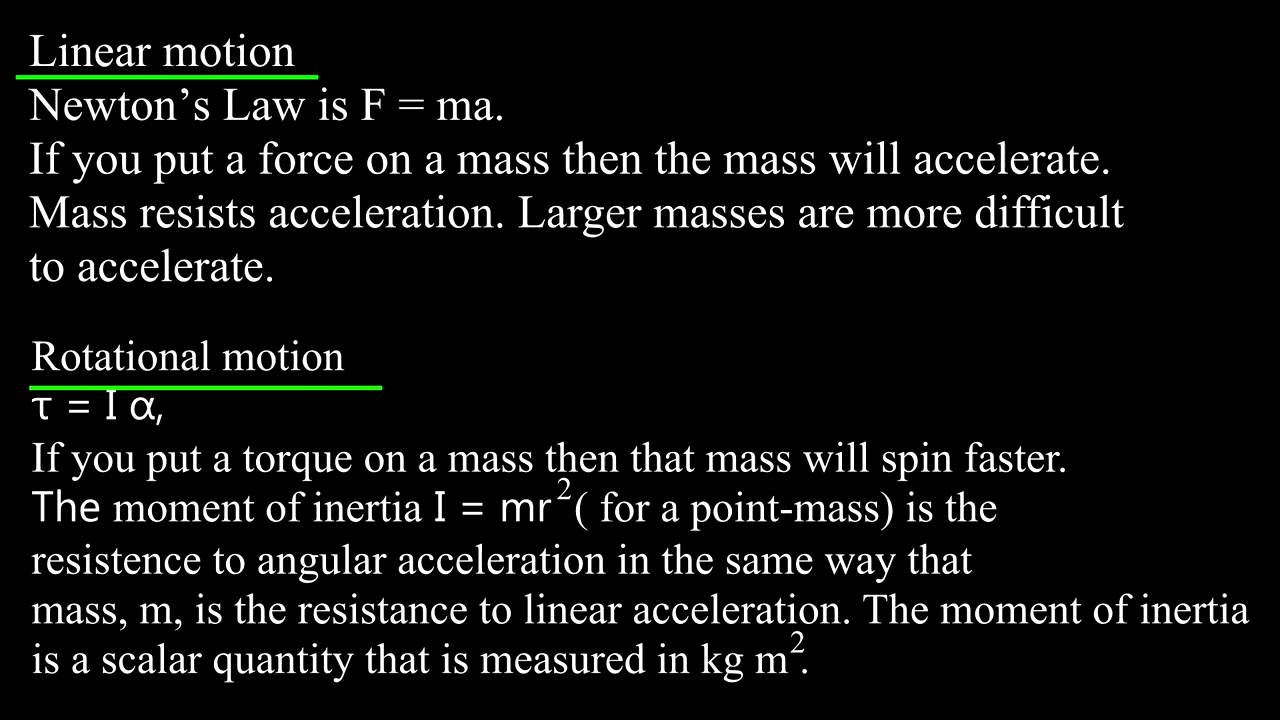 Linear motion
Newton’s Law is F = ma.
If you put a force on a mass then the mass will accelerate.
Mass resists acceleration. Larger masses are more difficult
to accelerate.
Rotational motion
τ = I α,
If you put a torque on a mass then that mass will spin faster.
The moment of inertia I = mr²( for a point-mass) is the
resistence to angular acceleration in the same way that
mass, m, is the resistance to linear acceleration. The moment of inertia
is a scalar quantity that is measured in kg m².